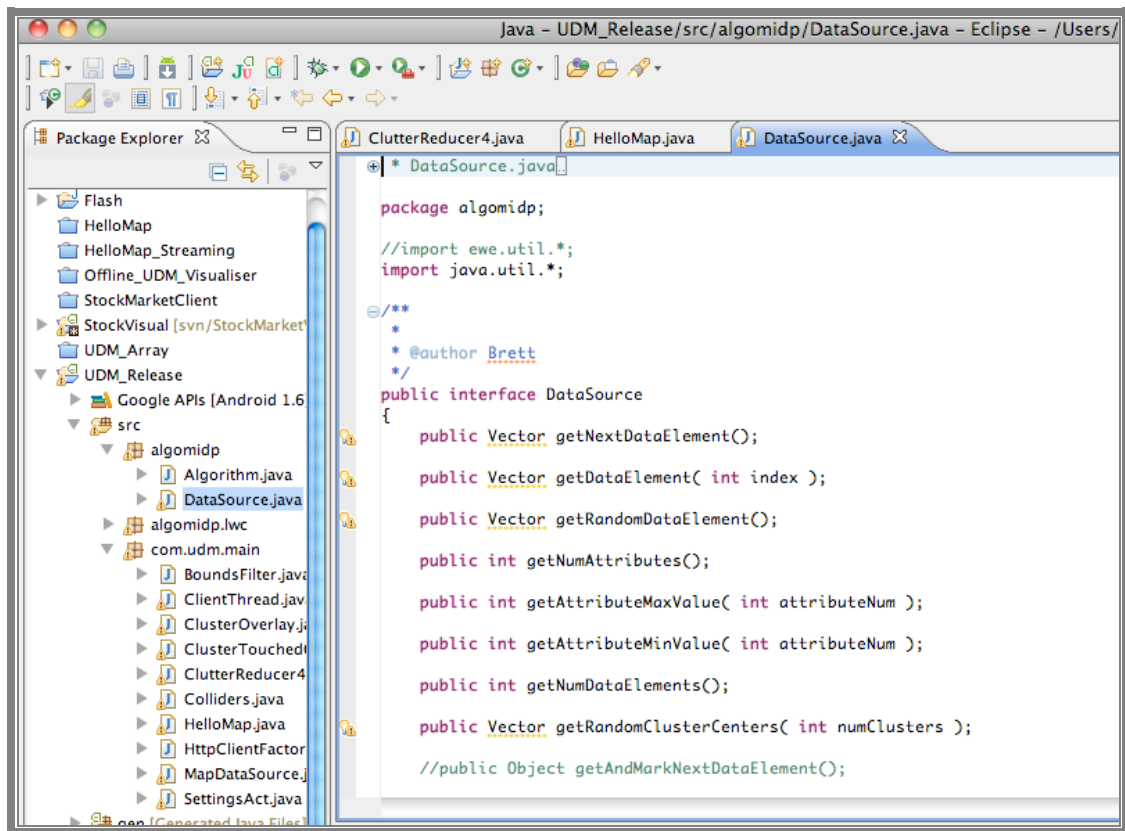 Java – UDM_Release/src/algomidp/DataSource.java – Eclipse – /Users/
Package Explorer
ClutterReducer4.java
HelloMap.java
DataSource.java
Flash
HelloMap
HelloMap_Streaming
Offline_UDM_Visualiser
StockMarketClient
StockVisual [svn/StockMarket
UDM_Array
UDM_Release
Google APIs [Android 1.6
src
algomidp
Algorithm.java
DataSource.java
algomidp.lwc
com.udm.main
BoundsFilter.java
ClientThread.jav
ClusterOverlay.j
ClusterTouched
ClutterReducer4
Colliders.java
HelloMap.java
HttpClientFactor
MapDataSource.j
SettingsAct.java
gen [Generated Java Files]
* DataSource.java..
package algomidp;
//import ewe.util.*;
import java.util.*;
/**
*
* @author Brett
*/
public interface DataSource
{
public Vector getNextDataElement();
public Vector getDataElement( int index );
public Vector getRandomDataElement();
public int getNumAttributes();
public int getAttributeMaxValue( int attributeNum );
public int getAttributeMinValue( int attributeNum );
public int getNumDataElements();
public Vector getRandomClusterCenters( int numClusters );
//public Object getAndMarkNextDataElement();